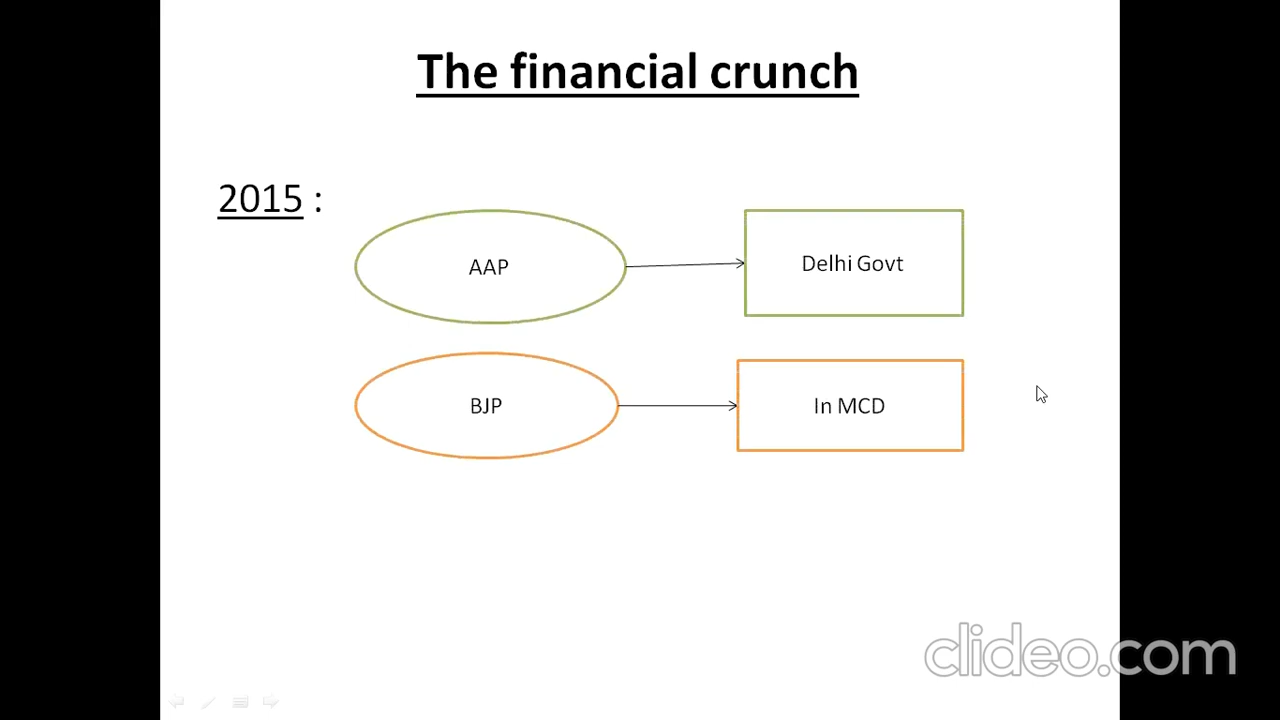 The financial crunch
2015 :
AAP
Delhi Govt
BJP
In MCD
clideo.com